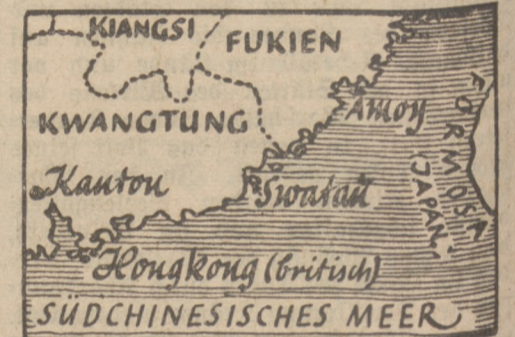 KIANGSI
FUKIEN
KWANGTUNG
Amoy
FORMOSA
(JAPAN.)
Kanton
Swatau
Hongkong (britisch)
SÜDCHINESISCHES MEER